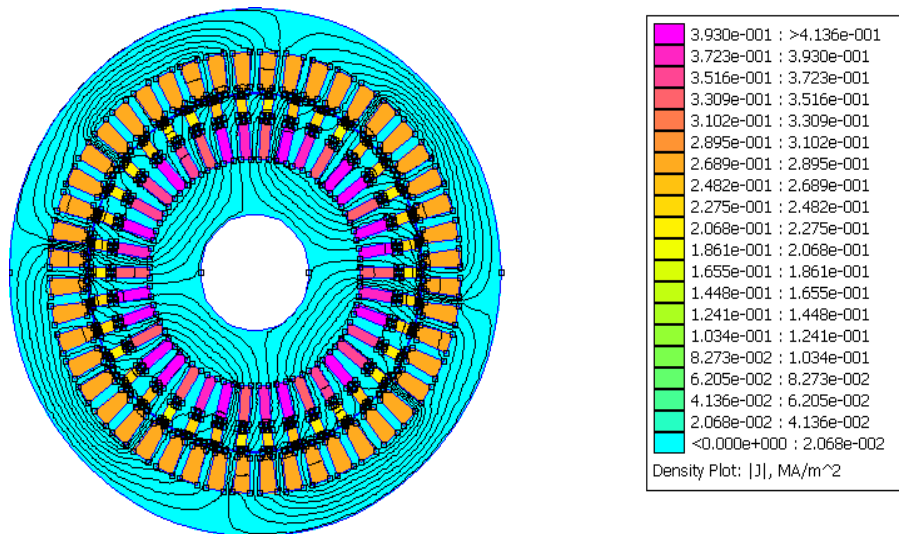 3.930e-001 : >4.136e-001
3.723e-001 : 3.930e-001
3.516e-001 : 3.723e-001
3.309e-001 : 3.516e-001
3.102e-001 : 3.309e-001
2.895e-001 : 3.102e-001
2.689e-001 : 2.895e-001
2.482e-001 : 2.689e-001
2.275e-001 : 2.482e-001
2.068e-001 : 2.275e-001
1.861e-001 : 2.068e-001
1.655e-001 : 1.861e-001
1.448e-001 : 1.655e-001
1.241e-001 : 1.448e-001
1.034e-001 : 1.241e-001
8.273e-002 : 1.034e-001
6.205e-002 : 8.273e-002
4.136e-002 : 6.205e-002
2.068e-002 : 4.136e-002
<0.000e+000 : 2.068e-002
Density Plot: |J|, MA/m^2